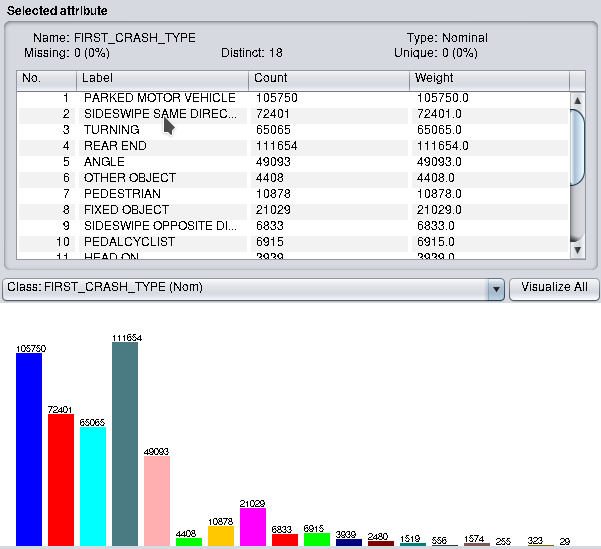 Selected attribute
Name: FIRST_CRASH_TYPE Type: Nominal
Missing: 0 (0%) Distinct: 18 Unique: 0 (0%)
No. Label Count Weight
1 PARKED MOTOR VEHICLE 105750 105750.0
2 SIDESWIPE SAME DIREC... 72401 72401.0
3 TURNING 65065 65065.0
4 REAR END 111654 111654.0
5 ANGLE 49093 49093.0
6 OTHER OBJECT 4408 4408.0
7 PEDESTRIAN 10878 10878.0
8 FIXED OBJECT 21029 21029.0
9 SIDESWIPE OPPOSITE DI... 6833 6833.0
10 PEDALCYCLIST 6915 6915.0
11 HEAD ON 3939 3939.0
Class: FIRST_CRASH_TYPE (Nom) Visualize All
105750 72401 65065 111654 49093 4408 10878 21029 6833 6915 3939 2480 1519 556 1574 255 323 29